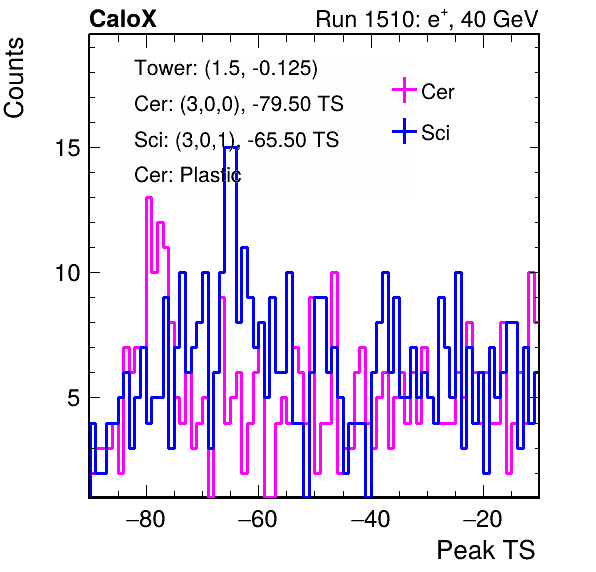 CaloX Run 1510: e⁺, 40 GeV
Counts
Tower: (1.5, -0.125)
Cer: (3,0,0), -79.50 TS
Sci: (3,0,1), -65.50 TS
Cer: Plastic
Cer
Sci
15
10
5
−80 −60 −40 −20
Peak TS